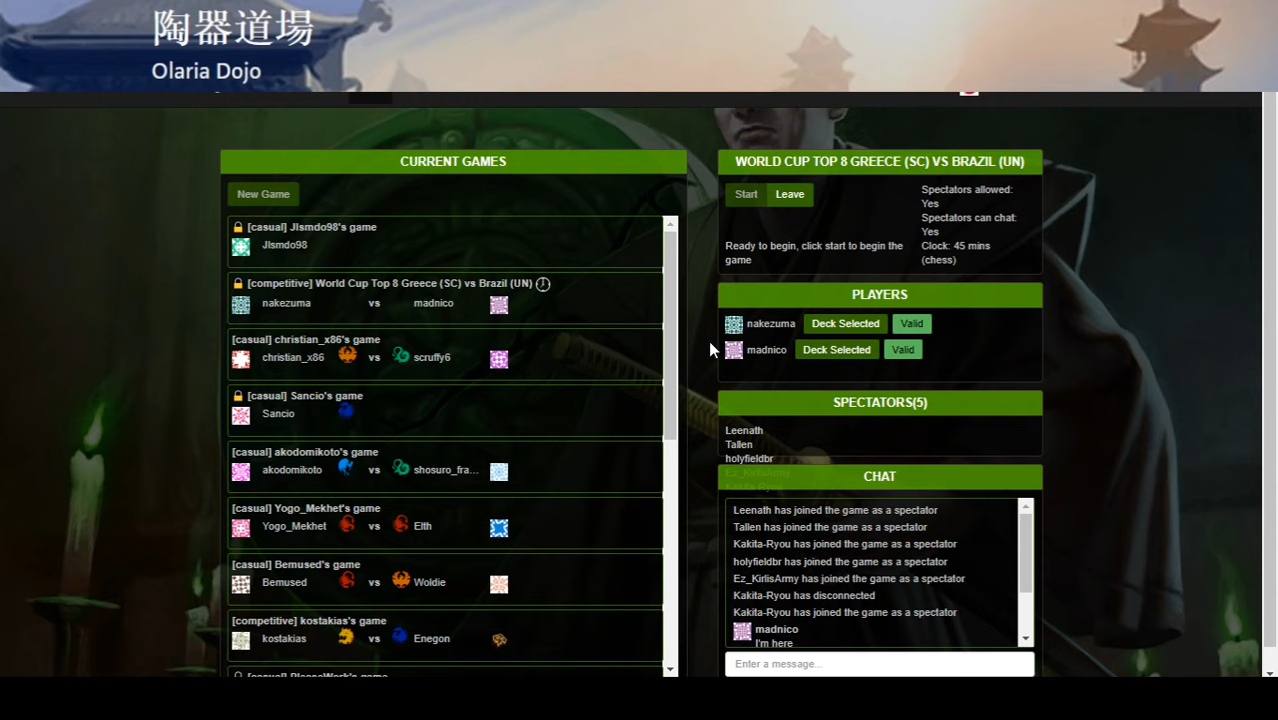 陶器道場
Olaria Dojo
CURRENT GAMES
New Game
[casual] Jlsmdo98's game
Jlsmdo98
[competitive] World Cup Top 8 Greece (SC) vs Brazil (UN)
nakezuma vs madnico
[casual] christian_x86's game
christian_x86 vs scruffy6
[casual] Sancio's game
Sancio
[casual] akodomikoto's game
akodomikoto vs shosuro_fra...
[casual] Yogo_Mekhet's game
Yogo_Mekhet vs Elth
[casual] Bemused's game
Bemused vs Woldie
[competitive] kostakias's game
kostakias vs Enegon
[casual] PleaseWork's game
WORLD CUP TOP 8 GREECE (SC) VS BRAZIL (UN)
Start Leave
Spectators allowed:
Yes
Spectators can chat:
Yes
Clock: 45 mins
(chess)
Ready to begin, click start to begin the
game
PLAYERS
nakezuma Deck Selected Valid
madnico Deck Selected Valid
SPECTATORS(5)
Leenath
Tallen
holyfieldbr
Ez_KirlisArmy
Kakita-Ryou
CHAT
Leenath has joined the game as a spectator
Tallen has joined the game as a spectator
Kakita-Ryou has joined the game as a spectator
holyfieldbr has joined the game as a spectator
Ez_KirlisArmy has joined the game as a spectator
Kakita-Ryou has disconnected
Kakita-Ryou has joined the game as a spectator
madnico
I'm here
Enter a message...